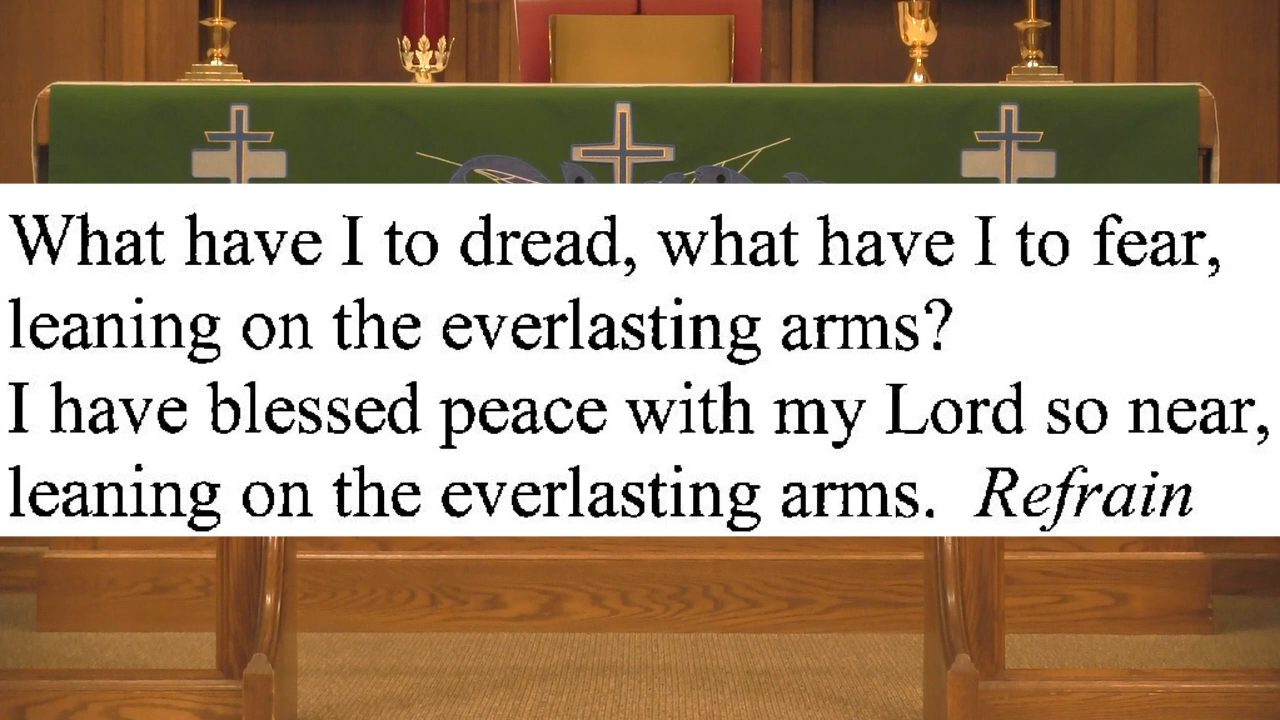 What have I to dread, what have I to fear,
leaning on the everlasting arms?
I have blessed peace with my Lord so near,
leaning on the everlasting arms.  Refrain